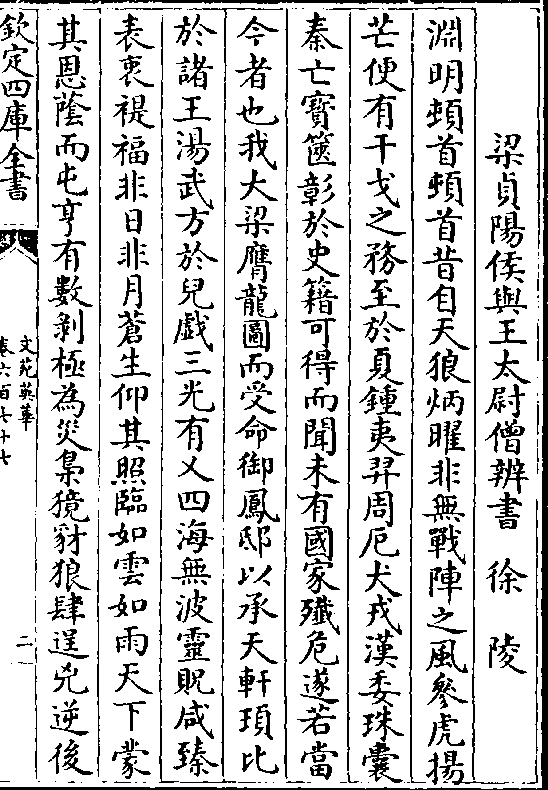 梁貞陽侯與王太尉僧辨書　徐陵
淵明頓首頓首昔自天狼炳曜非無戰陣之風參虎揚
芒便有干戈之務至於夏鍾夷羿周厄犬戎漢委珠囊
秦亡寶篋彰於史籍可得而聞未有國家殲危遂若當
今者也我大梁膺龍圖而受命御鳳邸以承天軒頊比
於諸王湯武方於兒戲三光有乂四海無波靈貺咸臻
表裏禔福非日非月蒼生仰其照臨如雲如雨天下蒙
其恩蔭而屯亨有數剥極為災梟獍豺狼肆逞兇逆後
欽定四庫全書
文苑英華
卷六百七十七
二